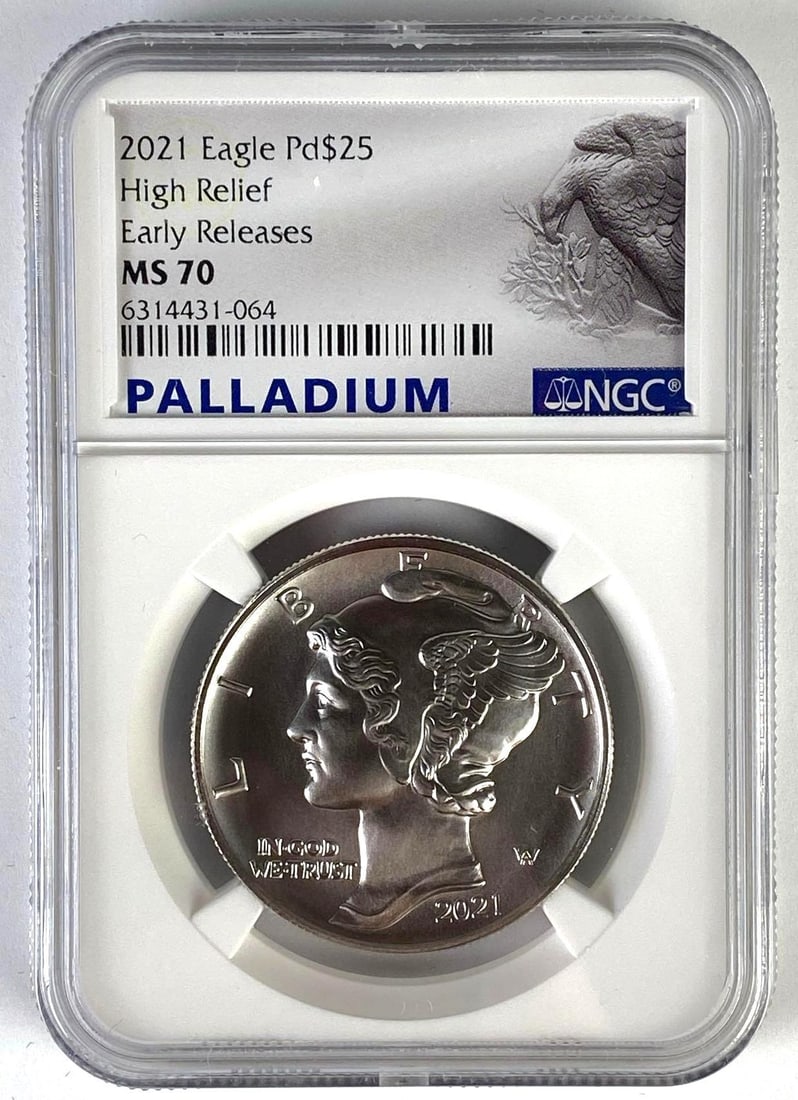 2021 Eagle Pd$25
High Relief
Early Releases
MS 70
6314431-064
PALLADIUM
NGC®
LIBERTY
IN·GOD
WE·TRUST
AW
2021